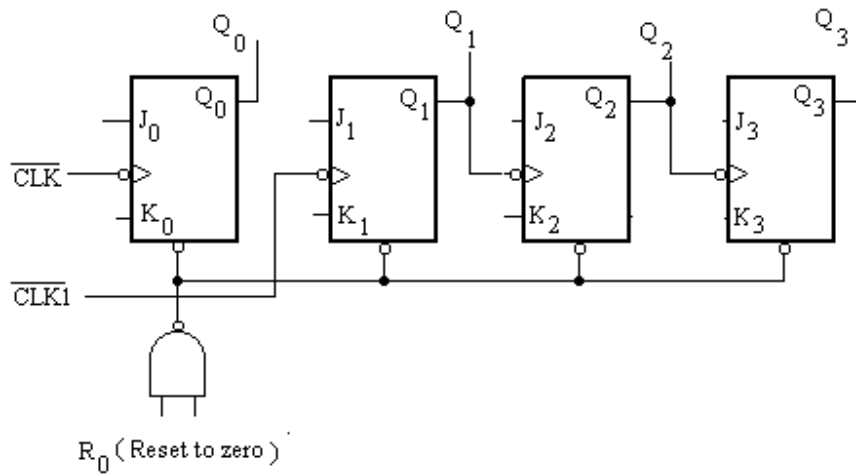 Q0 Q1 Q2 Q3
Q0 Q1 Q2 Q3
J0 J1 J2 J3
CLK
K0 K1 K2 K3
CLK1
R0 (Reset to zero)